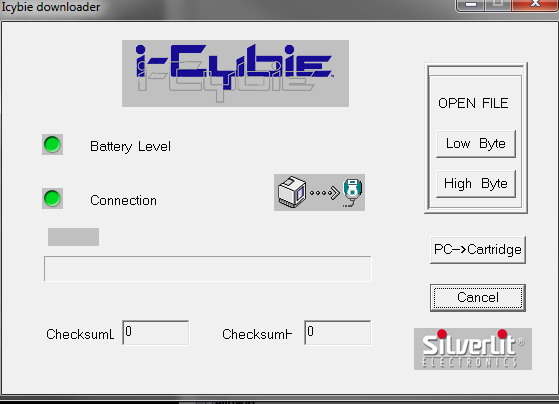 Icybie downloader
i-Cybie
OPEN FILE
Battery Level
Low Byte
High Byte
Connection
PC->Cartridge
Cancel
ChecksumL 0
ChecksumH 0
SilverLit®
ELECTRONICS